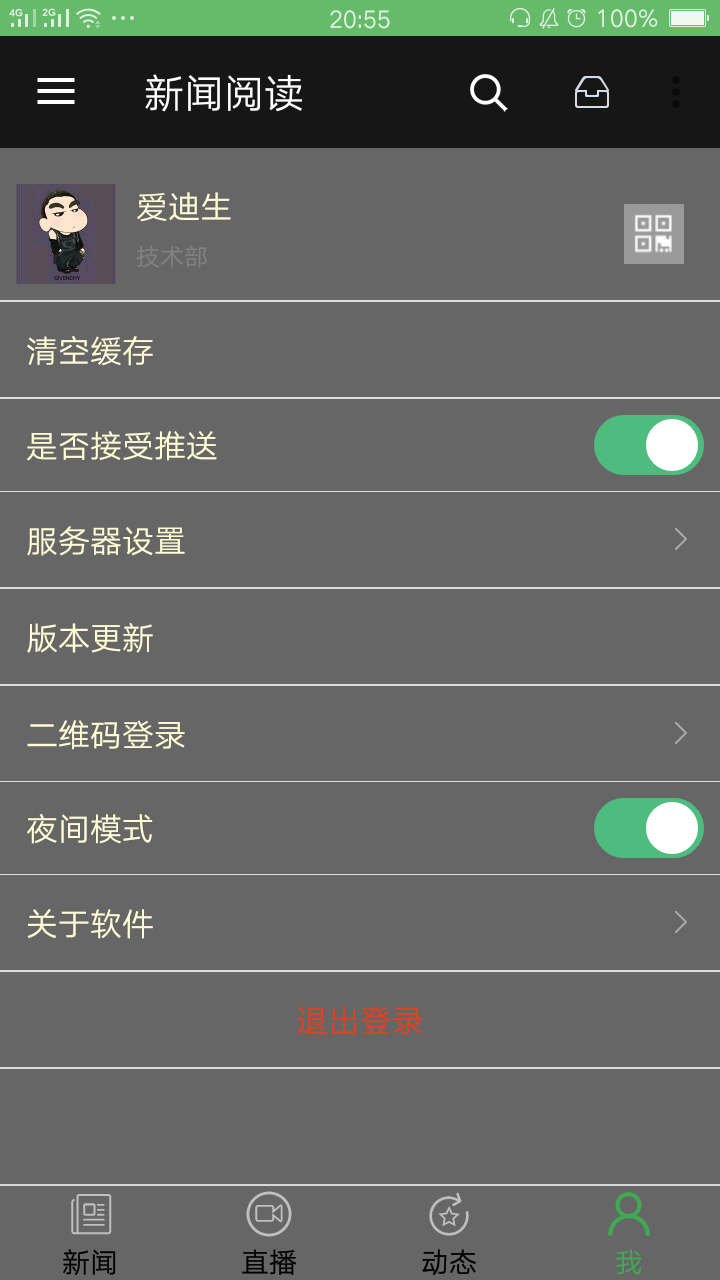 4G 2G 20:55 100%
新闻阅读
爱迪生
技术部
清空缓存
是否接受推送
服务器设置
版本更新
二维码登录
夜间模式
关于软件
退出登录
新闻 直播 动态 我